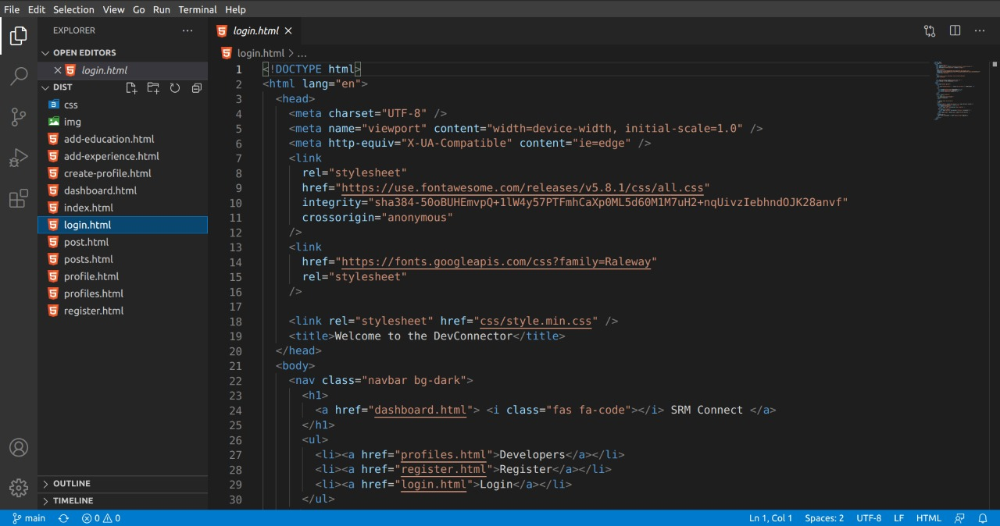 File Edit Selection View Go Run Terminal Help
EXPLORER
OPEN EDITORS
login.html
DIST
css
img
add-education.html
add-experience.html
create-profile.html
dashboard.html
index.html
login.html
post.html
posts.html
profile.html
profiles.html
register.html
OUTLINE
TIMELINE
login.html
login.html > ...
1 <!DOCTYPE html>
2 <html lang="en">
3 <head>
4 <meta charset="UTF-8" />
5 <meta name="viewport" content="width=device-width, initial-scale=1.0" />
6 <meta http-equiv="X-UA-Compatible" content="ie=edge" />
7 <link
8 rel="stylesheet"
9 href="https://use.fontawesome.com/releases/v5.8.1/css/all.css"
10 integrity="sha384-50oBUHEmvpQ+1lW4y57PTFmhCaXp0ML5d60M1M7uH2+nqUivzIebhndOJK28anvf"
11 crossorigin="anonymous"
12 />
13 <link
14 href="https://fonts.googleapis.com/css?family=Raleway"
15 rel="stylesheet"
16 />
17
18 <link rel="stylesheet" href="css/style.min.css" />
19 <title>Welcome to the DevConnector</title>
20 </head>
21 <body>
22 <nav class="navbar bg-dark">
23 <h1>
24 <a href="dashboard.html"> <i class="fas fa-code"></i> SRM Connect </a>
25 </h1>
26 <ul>
27 <li><a href="profiles.html">Developers</a></li>
28 <li><a href="register.html">Register</a></li>
29 <li><a href="login.html">Login</a></li>
30 </ul>
main 0 0 Ln 1, Col 1 Spaces: 2 UTF-8 LF HTML